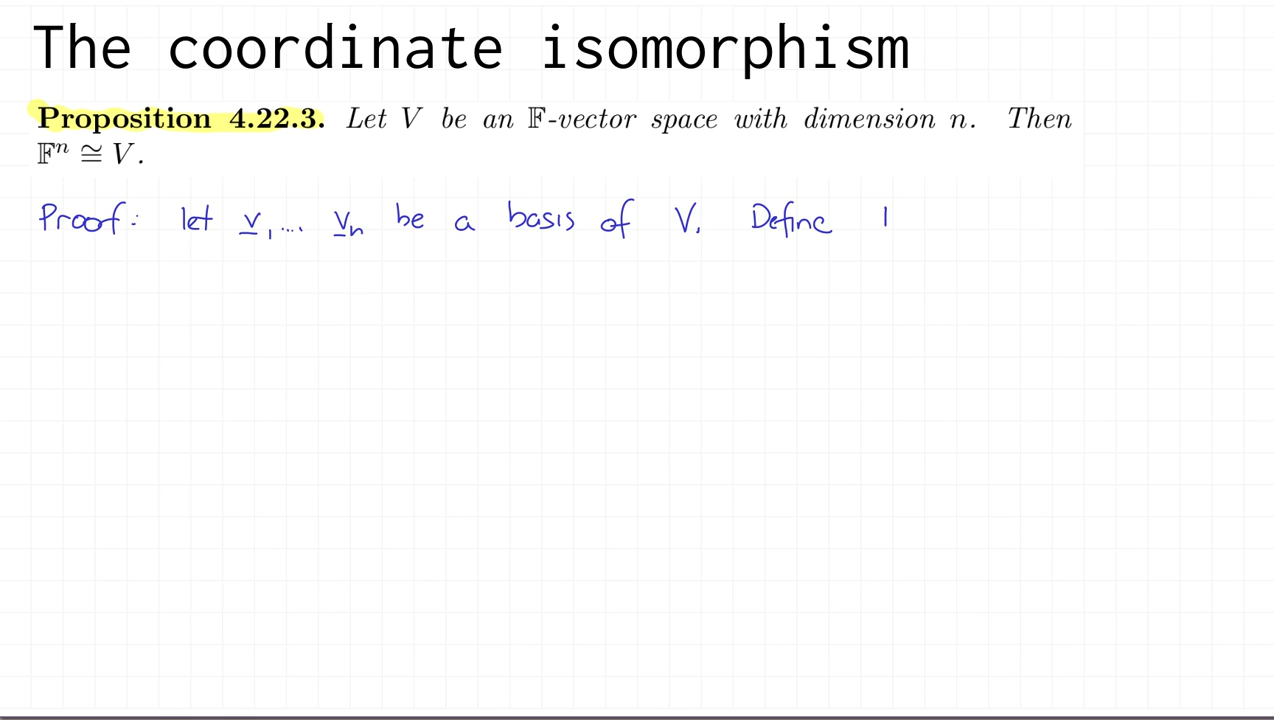 The coordinate isomorphism
Proposition 4.22.3. Let V be an 𝔽-vector space with dimension n. Then
𝔽ⁿ ≅ V.
Proof: let v₁, ... vₙ be a basis of V. Define